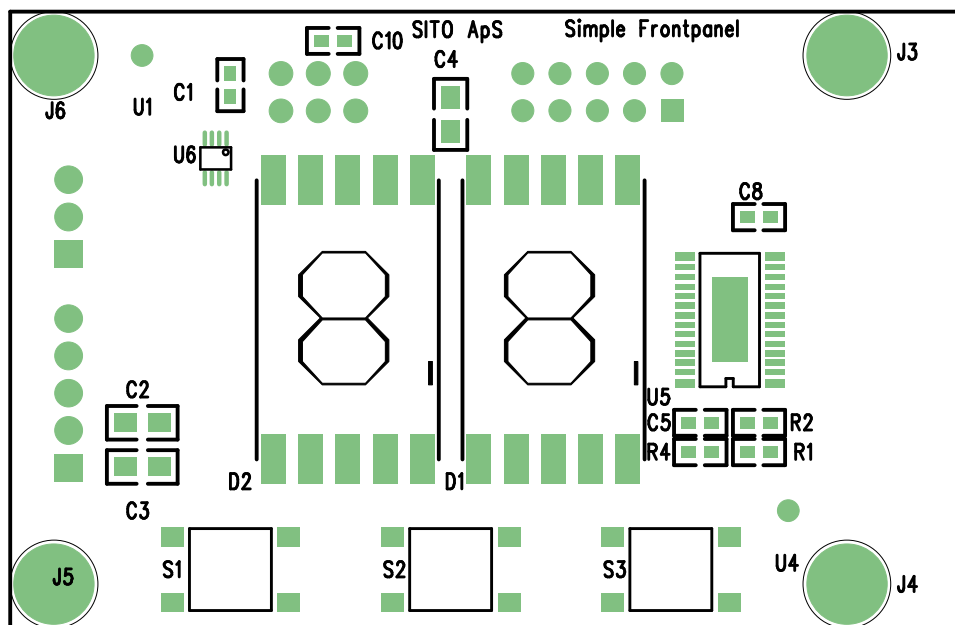 SITO ApS
Simple Frontpanel
C10
J3
C4
C1
U1
J6
U6
C8
C2
U5
C5
R2
R4
R1
D2
D1
C3
S1
S2
S3
U4
J5
J4